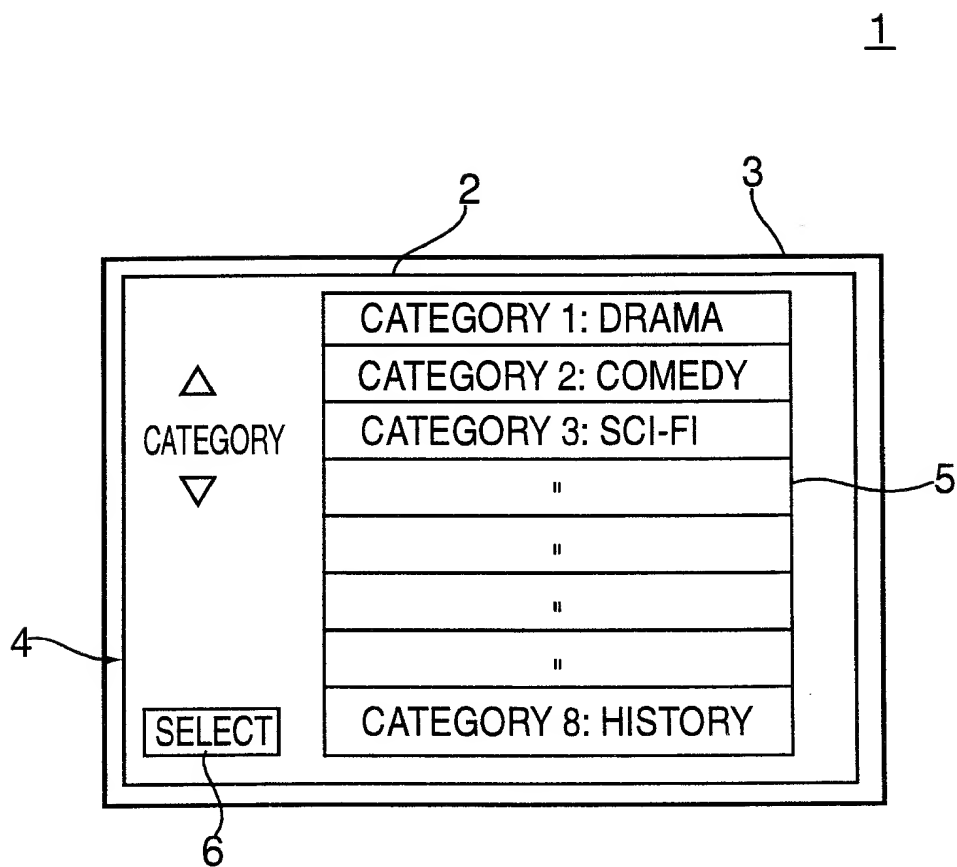 1
2
3
CATEGORY 1: DRAMA
△
CATEGORY 2: COMEDY
CATEGORY
CATEGORY 3: SCI-FI
▽
"
5
"
"
4
"
SELECT
CATEGORY 8: HISTORY
6